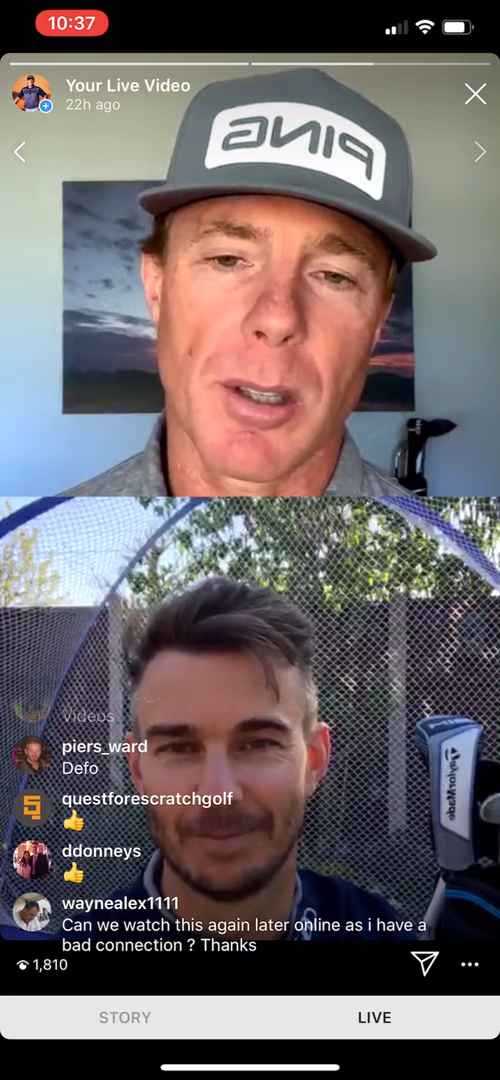 10:37
Your Live Video
22h ago
PING
Videos
piers_ward
Defo
questforescratchgolf
👍
ddonneys
👍
TaylorMade
waynealex1111
Can we watch this again later online as i have a
bad connection ? Thanks
1,810
STORY
LIVE